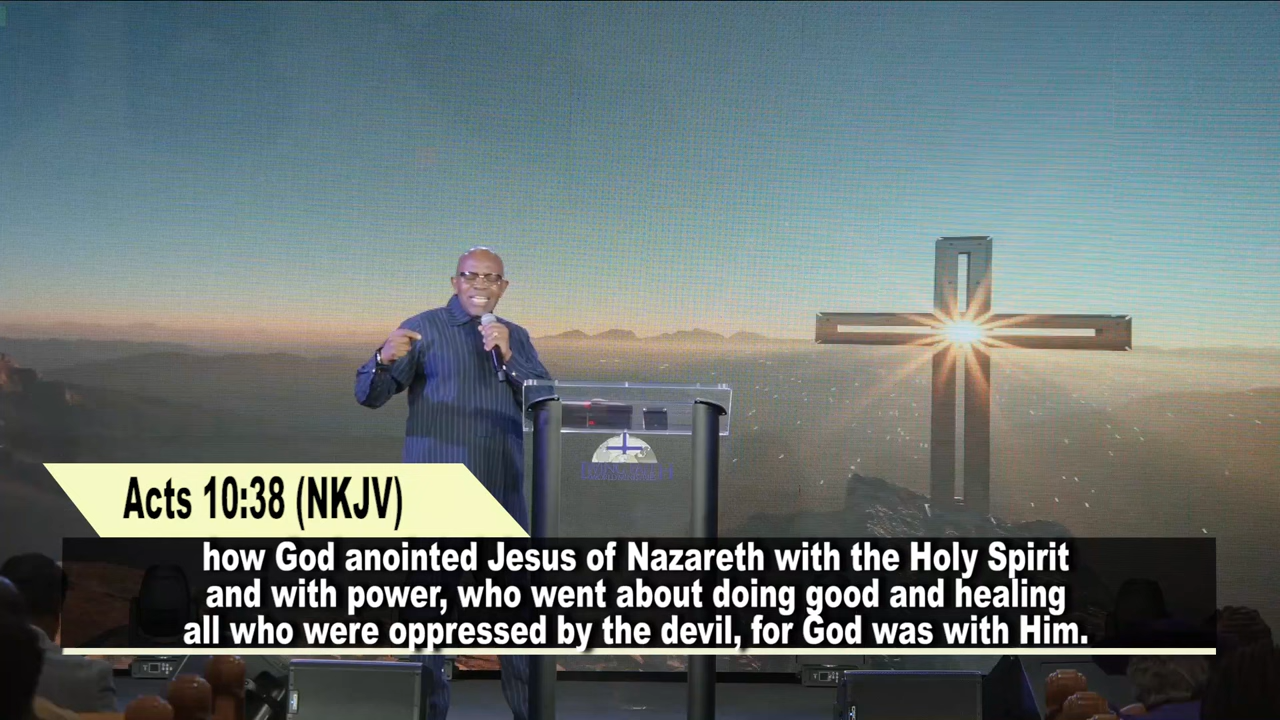 Acts 10:38 (NKJV)
how God anointed Jesus of Nazareth with the Holy Spirit
and with power, who went about doing good and healing
all who were oppressed by the devil, for God was with Him.